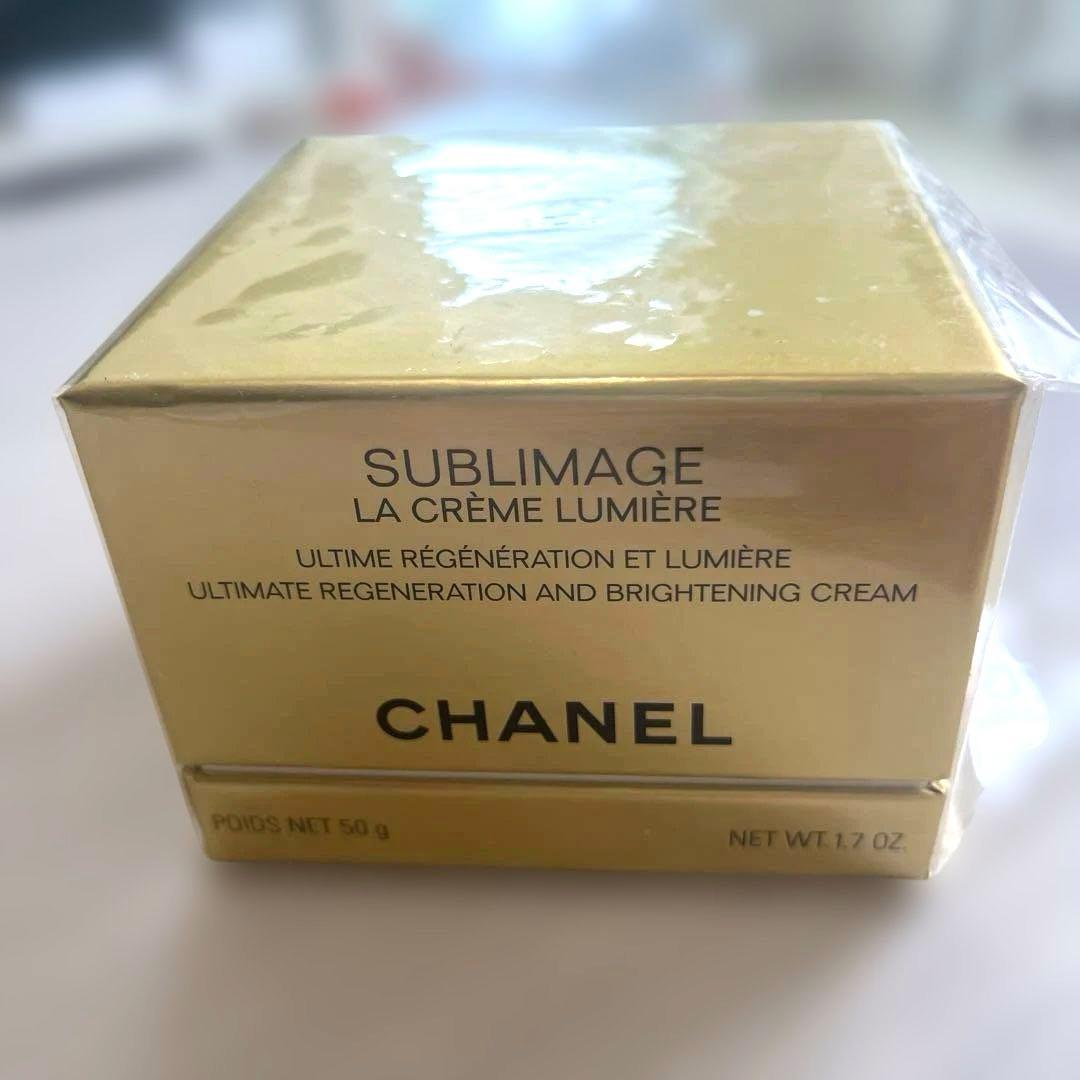 SUBLIMAGE
LA CRÈME LUMIÈRE
ULTIME RÉGÉNÉRATION ET LUMIÈRE
ULTIMATE REGENERATION AND BRIGHTENING CREAM
CHANEL
POIDS NET 50 g
NET WT. 1.7 OZ.